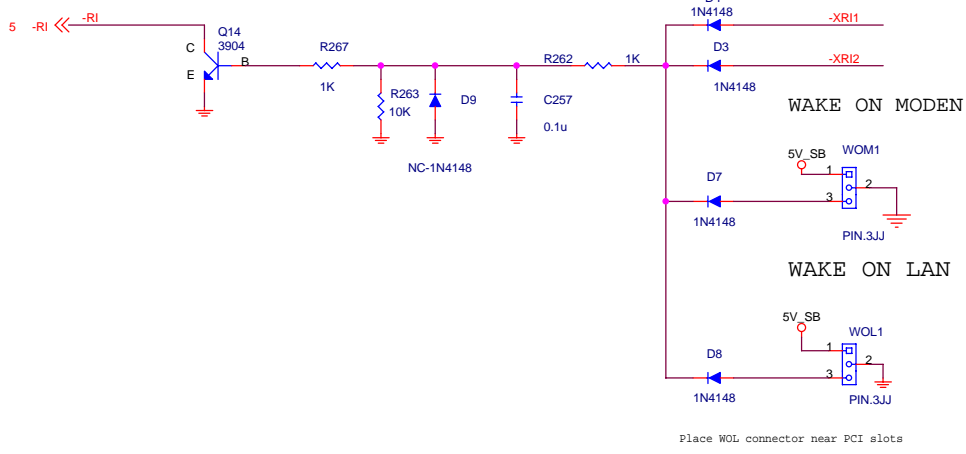 1N4148
-XRI1
5 -RI
-RI
Q14
3904
C
B
E
R267
1K
R263
10K
D9
NC-1N4148
R262
1K
C257
0.1u
D3
1N4148
-XRI2
WAKE ON MODEN
5V_SB
WOM1
1
2
3
PIN.3JJ
D7
1N4148
WAKE ON LAN
5V_SB
WOL1
1
2
3
PIN.3JJ
D8
1N4148
Place WOL connector near PCI slots